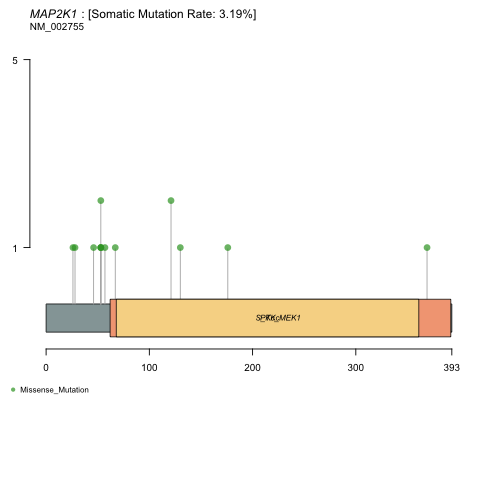 MAP2K1 : [Somatic Mutation Rate: 3.19%]
NM_002755
5
1
0 100 200 300 393
Missense_Mutation